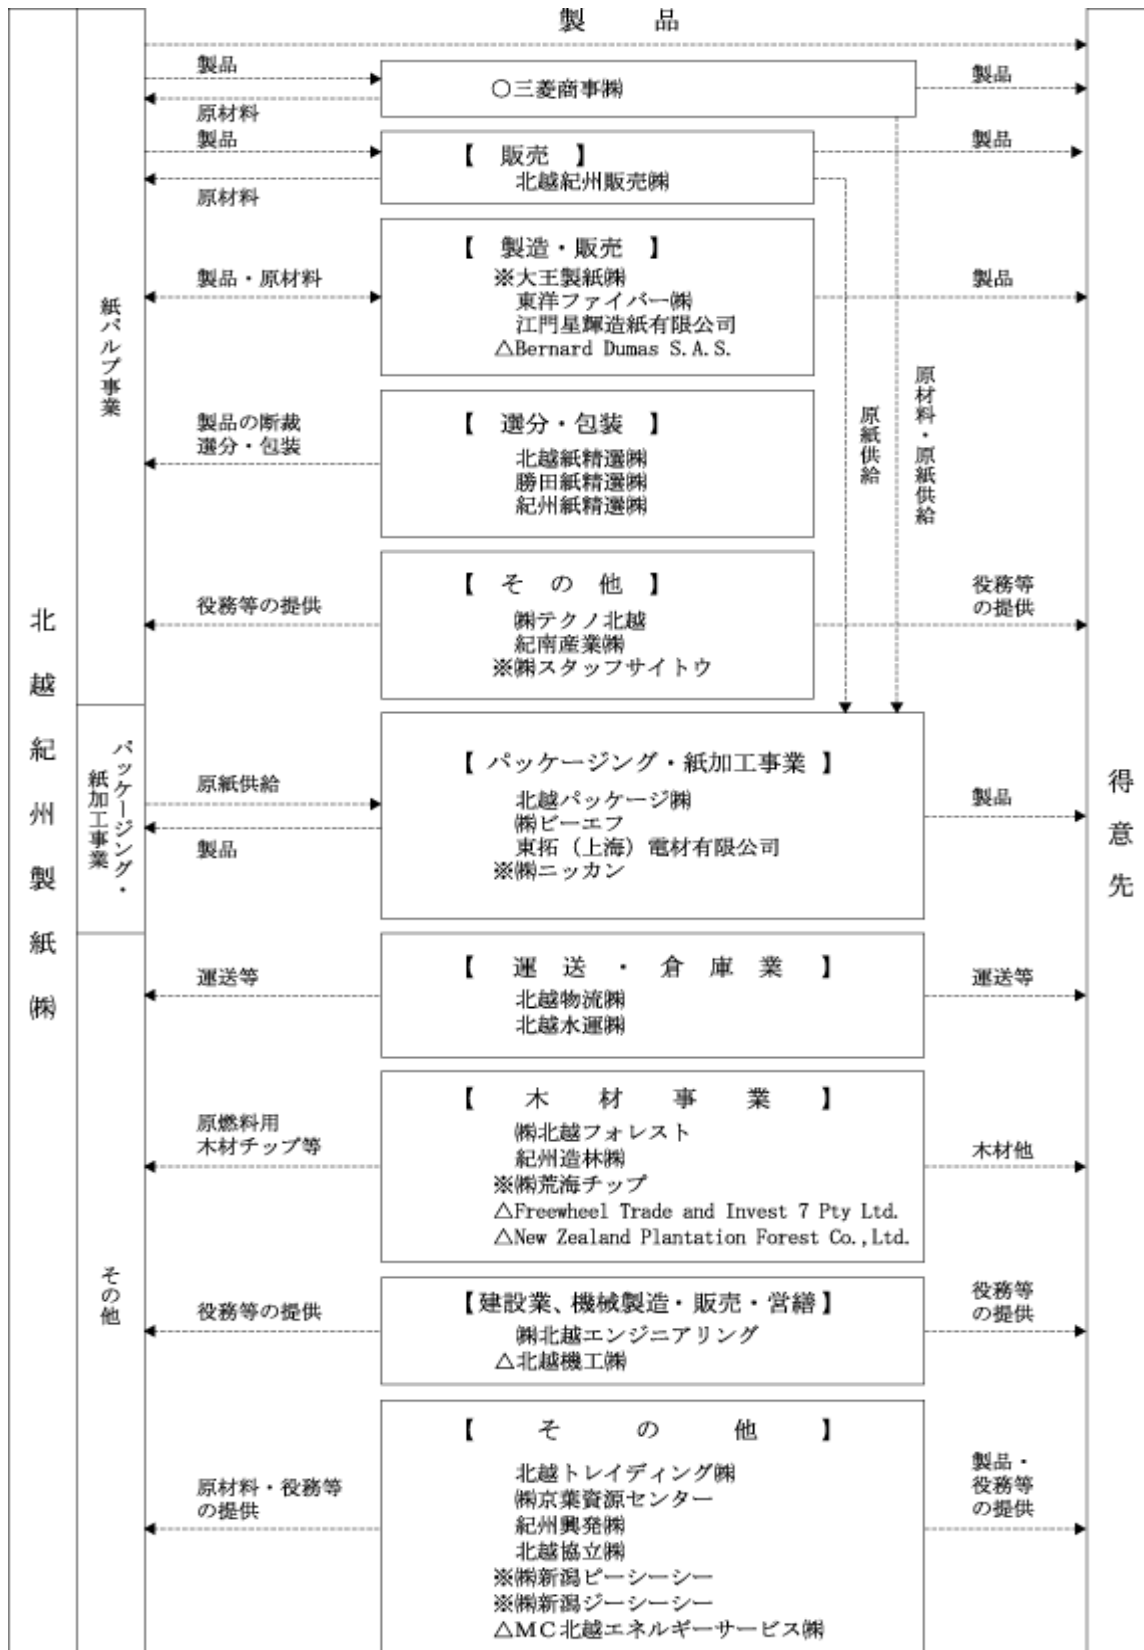 製品
製品
○三菱商事㈱
製品
原材料
製品
【販売】
北越紀州販売㈱
製品
原材料
【製造・販売】
※大王製紙㈱
東洋ファイバー㈱
江門星輝造紙有限公司
△Bernard Dumas S.A.S.
製品・原材料
製品
紙パルプ事業
原紙供給
原材料・原紙供給
製品の断裁
選分・包装
【選分・包装】
北越紙精選㈱
勝田紙精選㈱
紀州紙精選㈱
【その他】
㈱テクノ北越
紀南産業㈱
※㈱スタッフサイトウ
役務等の提供
役務等
の提供
北越紀州製紙㈱
得意先
パッケージング・
紙加工事業
原紙供給
製品
【パッケージング・紙加工事業】
北越パッケージ㈱
㈱ビーエフ
東拓（上海）電材有限公司
※㈱ニッカン
製品
運送等
【運送・倉庫業】
北越物流㈱
北越水運㈱
運送等
その他
原燃料用
木材チップ等
【木材事業】
㈱北越フォレスト
紀州造林㈱
※㈱荒海チップ
△Freewheel Trade and Invest 7 Pty Ltd.
△New Zealand Plantation Forest Co.,Ltd.
木材他
役務等の提供
【建設業、機械製造・販売・営繕】
㈱北越エンジニアリング
△北越機工㈱
役務等
の提供
原材料・役務等
の提供
【その他】
北越トレイディング㈱
㈱京葉資源センター
紀州興発㈱
北越協立㈱
※㈱新潟ピーシーシー
※㈱新潟ジーシーシー
△ＭＣ北越エネルギーサービス㈱
製品・
役務等
の提供